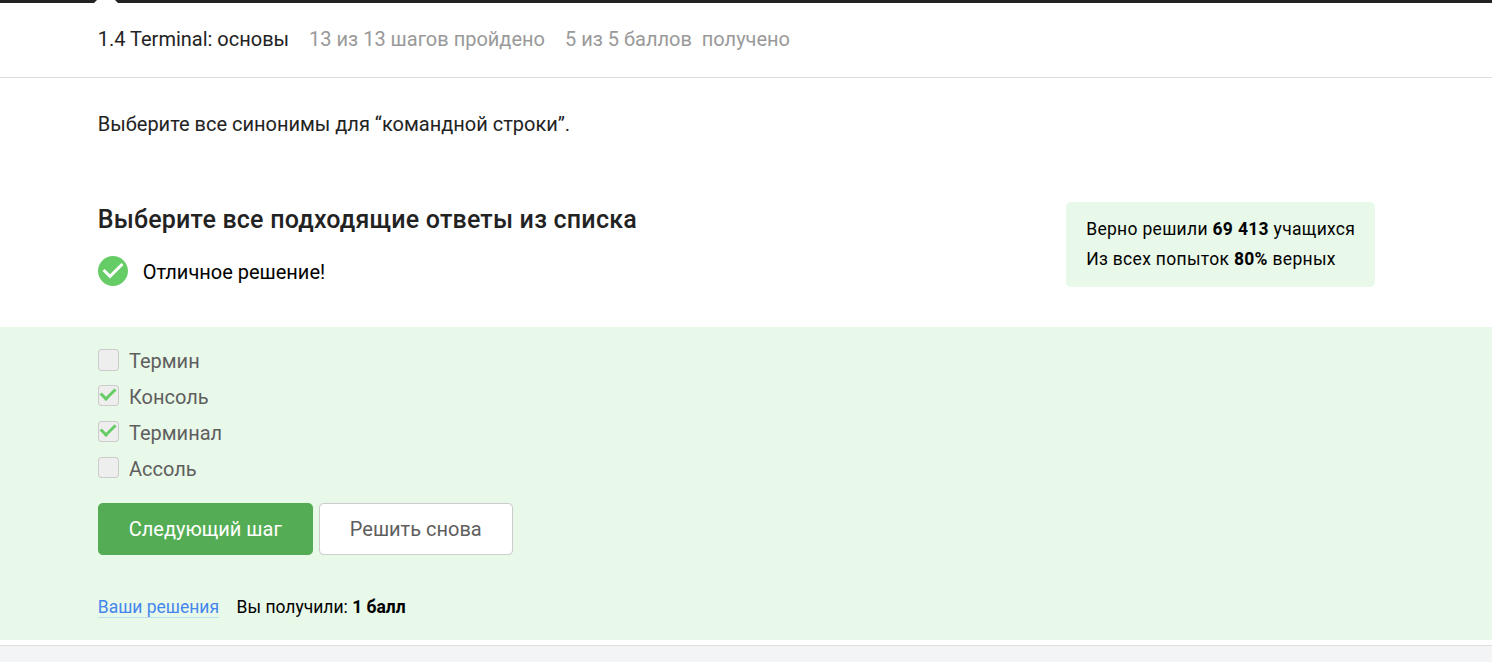 1.4 Terminal: основы 13 из 13 шагов пройдено 5 из 5 баллов получено
Выберите все синонимы для “командной строки”.
Выберите все подходящие ответы из списка
Отличное решение!
Верно решили 69 413 учащихся
Из всех попыток 80% верных
Термин
Консоль
Терминал
Ассоль
Следующий шаг Решить снова
Ваши решения Вы получили: 1 балл